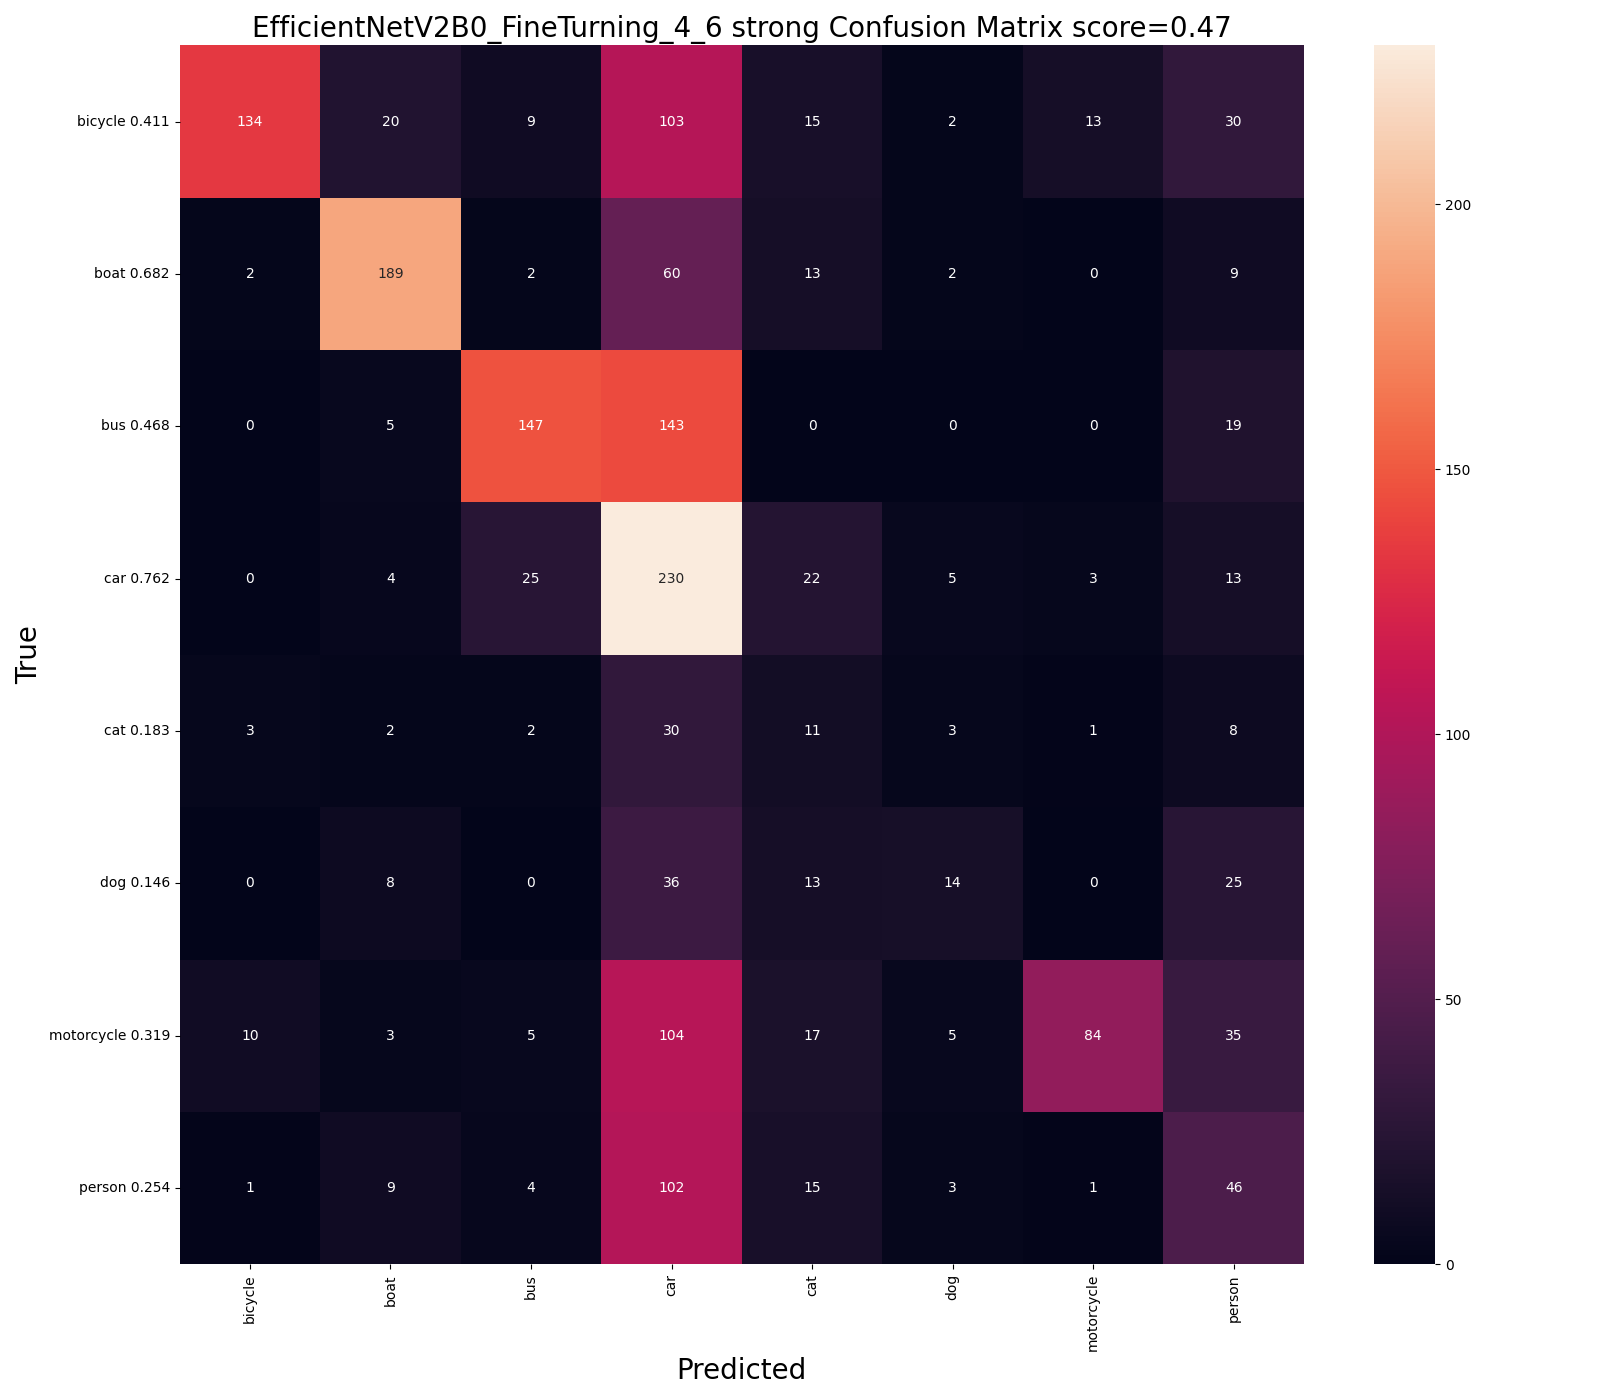 EfficientNetV2B0_FineTurning_4_6 strong Confusion Matrix score=0.47
bicycle 0.411 134 20 9 103 15 2 13 30
200
boat 0.682 2 189 2 60 13 2 0 9
bus 0.468 0 5 147 143 0 0 0 19
150
car 0.762 0 4 25 230 22 5 3 13
True
cat 0.183 3 2 2 30 11 3 1 8
100
dog 0.146 0 8 0 36 13 14 0 25
50
motorcycle 0.319 10 3 5 104 17 5 84 35
person 0.254 1 9 4 102 15 3 1 46
0
bicycle boat bus car cat dog motorcycle person
Predicted